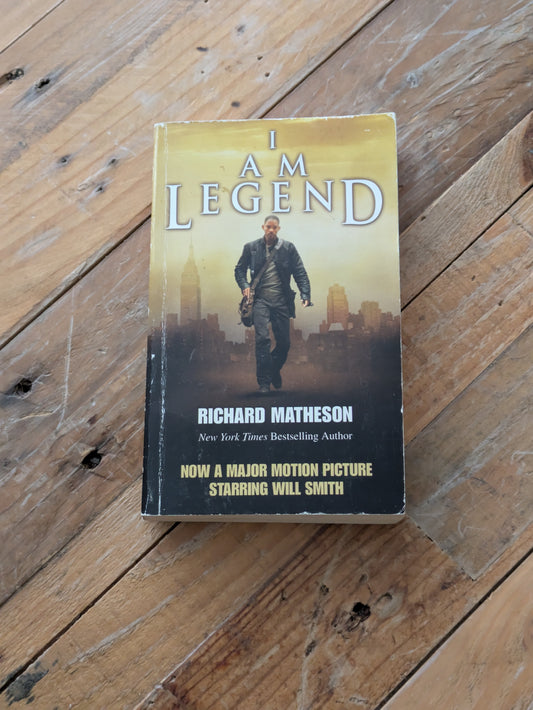 I
AM
LEGEND
RICHARD MATHESON
New York Times Bestselling Author
NOW A MAJOR MOTION PICTURE
STARRING WILL SMITH